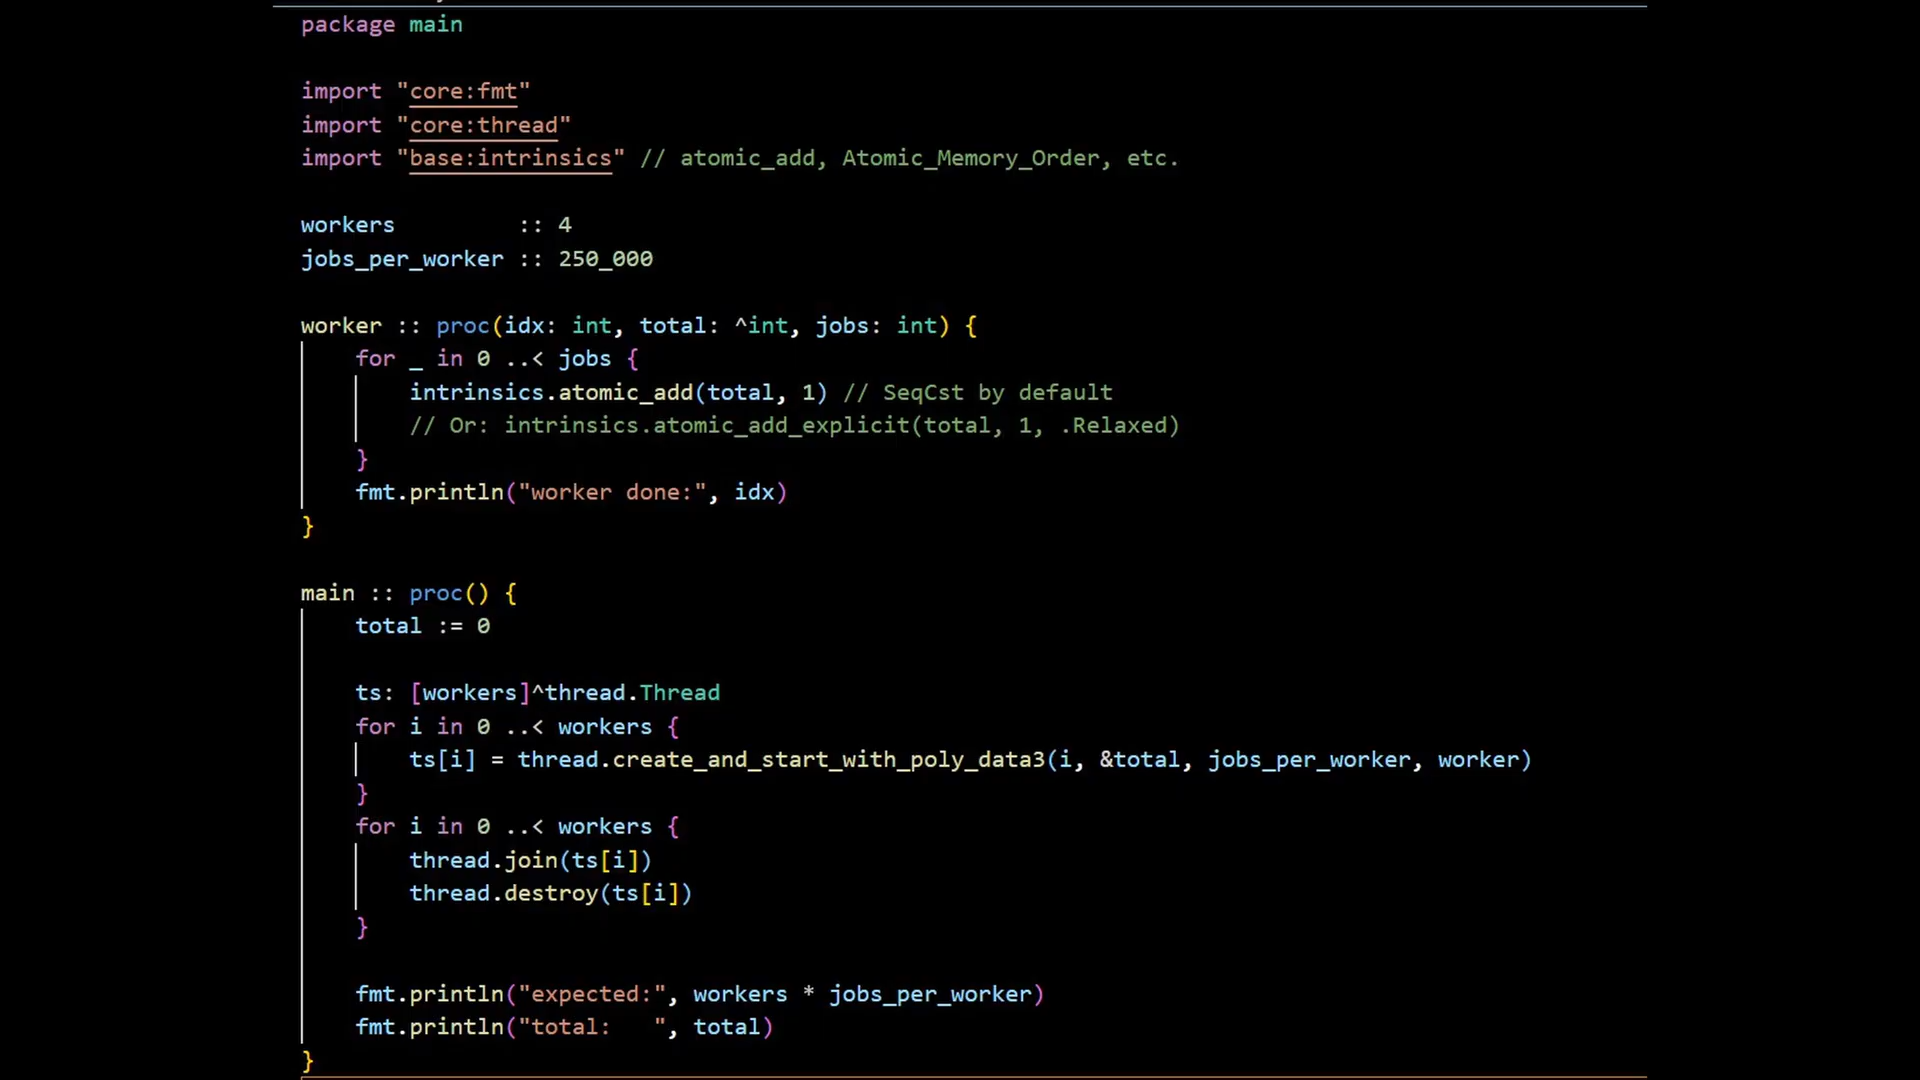 package main
import "core:fmt"
import "core:thread"
import "base:intrinsics" // atomic_add, Atomic_Memory_Order, etc.
workers         :: 4
jobs_per_worker :: 250_000
worker :: proc(idx: int, total: ^int, jobs: int) {
    for _ in 0 ..< jobs {
        intrinsics.atomic_add(total, 1) // SeqCst by default
        // Or: intrinsics.atomic_add_explicit(total, 1, .Relaxed)
    }
    fmt.println("worker done:", idx)
}
main :: proc() {
    total := 0
    ts: [workers]^thread.Thread
    for i in 0 ..< workers {
        ts[i] = thread.create_and_start_with_poly_data3(i, &total, jobs_per_worker, worker)
    }
    for i in 0 ..< workers {
        thread.join(ts[i])
        thread.destroy(ts[i])
    }
    fmt.println("expected:", workers * jobs_per_worker)
    fmt.println("total:   ", total)
}